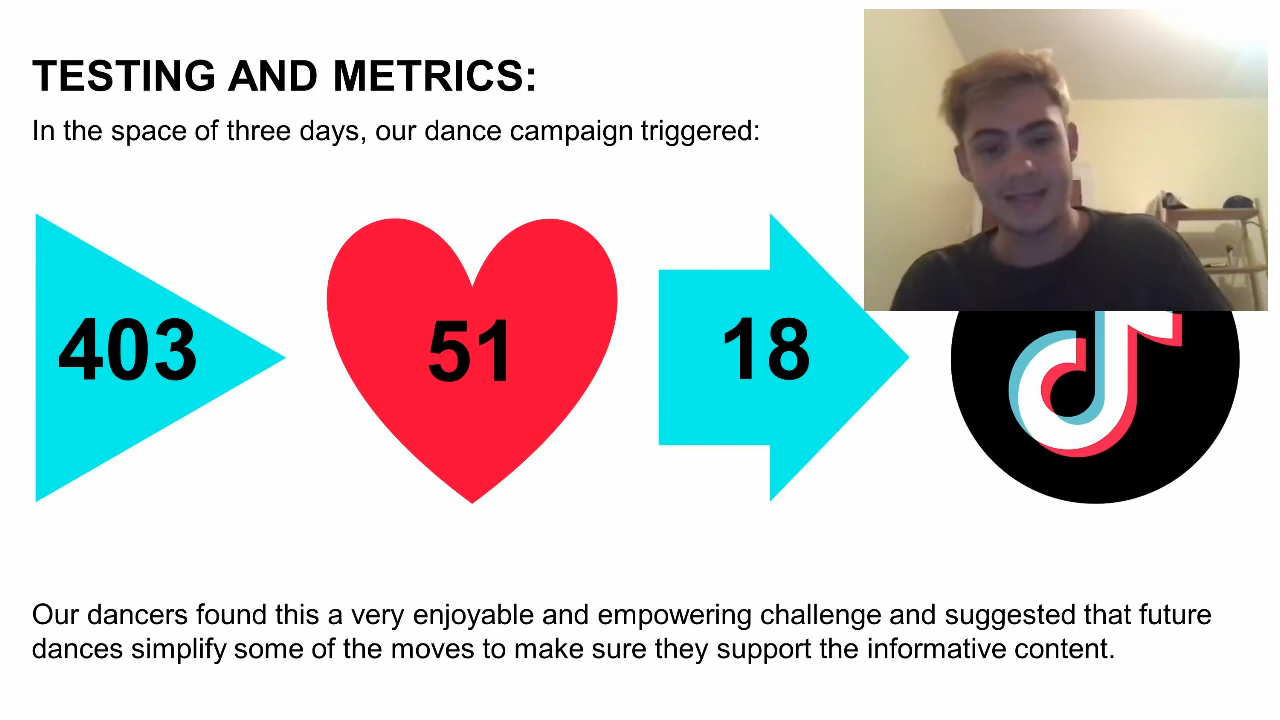 TESTING AND METRICS:
In the space of three days, our dance campaign triggered:
403
51
18
Our dancers found this a very enjoyable and empowering challenge and suggested that future
dances simplify some of the moves to make sure they support the informative content.